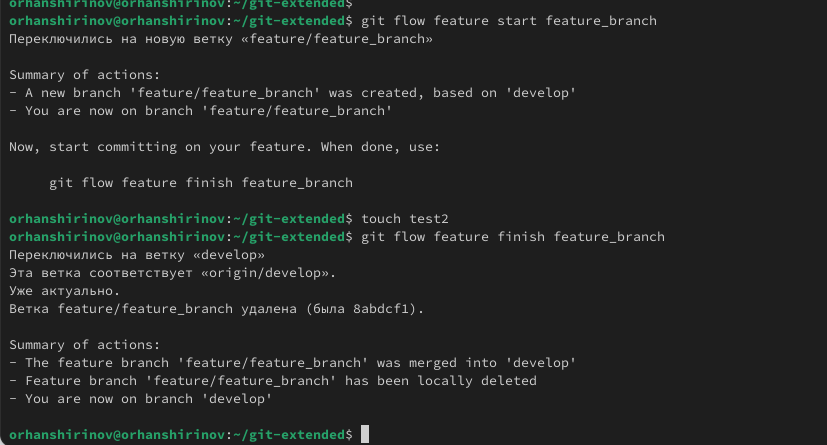 orhanshirinov@orhanshirinov:~/git-extended$
orhanshirinov@orhanshirinov:~/git-extended$ git flow feature start feature_branch
Переключились на новую ветку «feature/feature_branch»
Summary of actions:
- A new branch 'feature/feature_branch' was created, based on 'develop'
- You are now on branch 'feature/feature_branch'
Now, start committing on your feature. When done, use:
git flow feature finish feature_branch
orhanshirinov@orhanshirinov:~/git-extended$ touch test2
orhanshirinov@orhanshirinov:~/git-extended$ git flow feature finish feature_branch
Переключились на ветку «develop»
Эта ветка соответствует «origin/develop».
Уже актуально.
Ветка feature/feature_branch удалена (была 8abdcf1).
Summary of actions:
- The feature branch 'feature/feature_branch' was merged into 'develop'
- Feature branch 'feature/feature_branch' has been locally deleted
- You are now on branch 'develop'
orhanshirinov@orhanshirinov:~/git-extended$